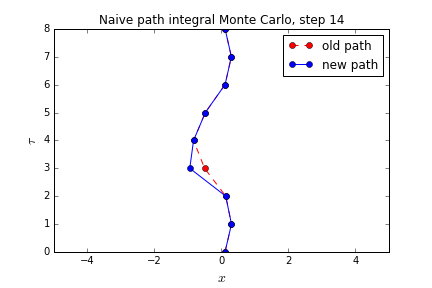 Naive path integral Monte Carlo, step 14
old path
new path
8
7
6
5
4
3
2
1
0
τ
−4
−2
0
2
4
x